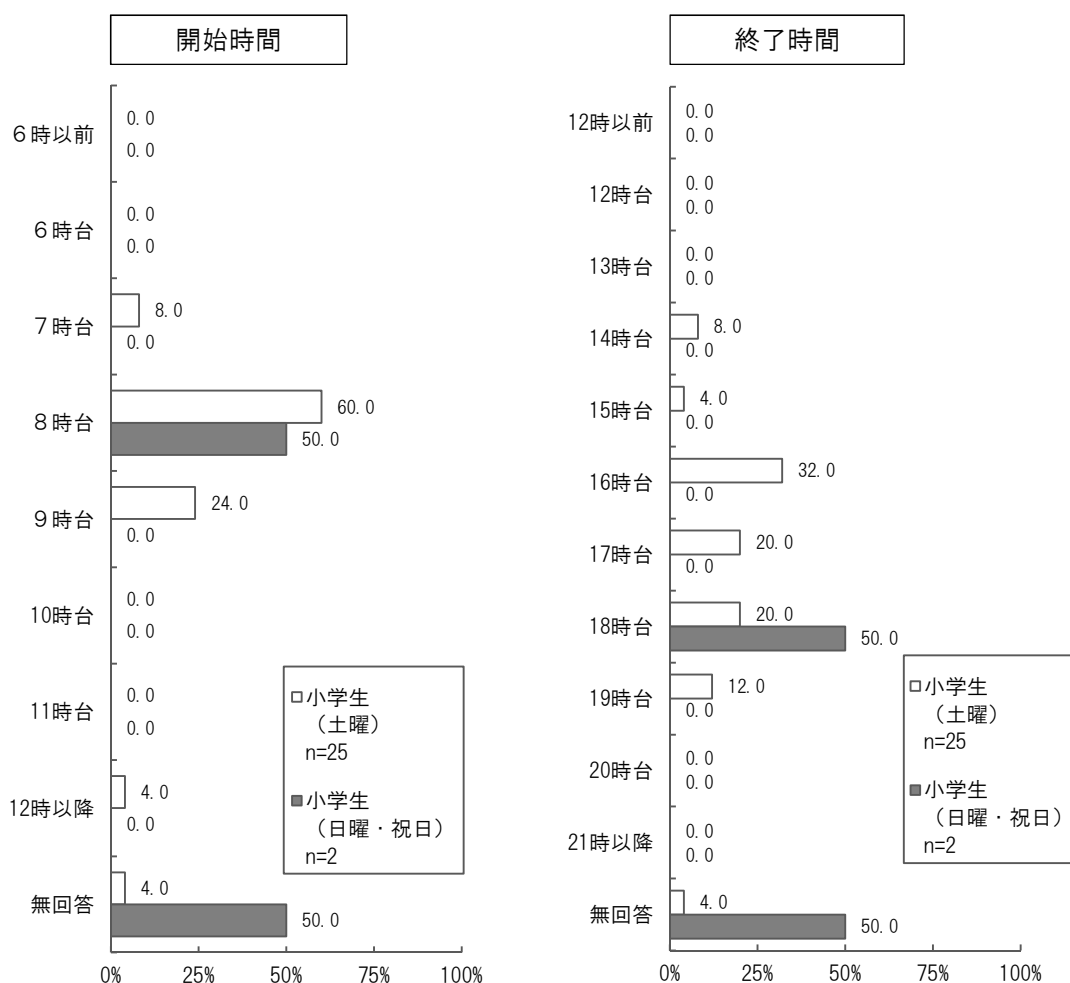 開始時間
６時以前
0.0
0.0
６時台
0.0
0.0
７時台
8.0
0.0
８時台
60.0
50.0
９時台
24.0
0.0
10時台
0.0
0.0
11時台
0.0
0.0
12時以降
4.0
0.0
無回答
4.0
50.0
0%
25%
50%
75%
100%
小学生
（土曜）
n=25
小学生
（日曜・祝日）
n=2
終了時間
12時以前
0.0
0.0
12時台
0.0
0.0
13時台
0.0
0.0
14時台
8.0
0.0
15時台
4.0
0.0
16時台
32.0
0.0
17時台
20.0
0.0
18時台
20.0
50.0
19時台
12.0
0.0
20時台
0.0
0.0
21時以降
0.0
0.0
無回答
4.0
50.0
0%
25%
50%
75%
100%
小学生
（土曜）
n=25
小学生
（日曜・祝日）
n=2